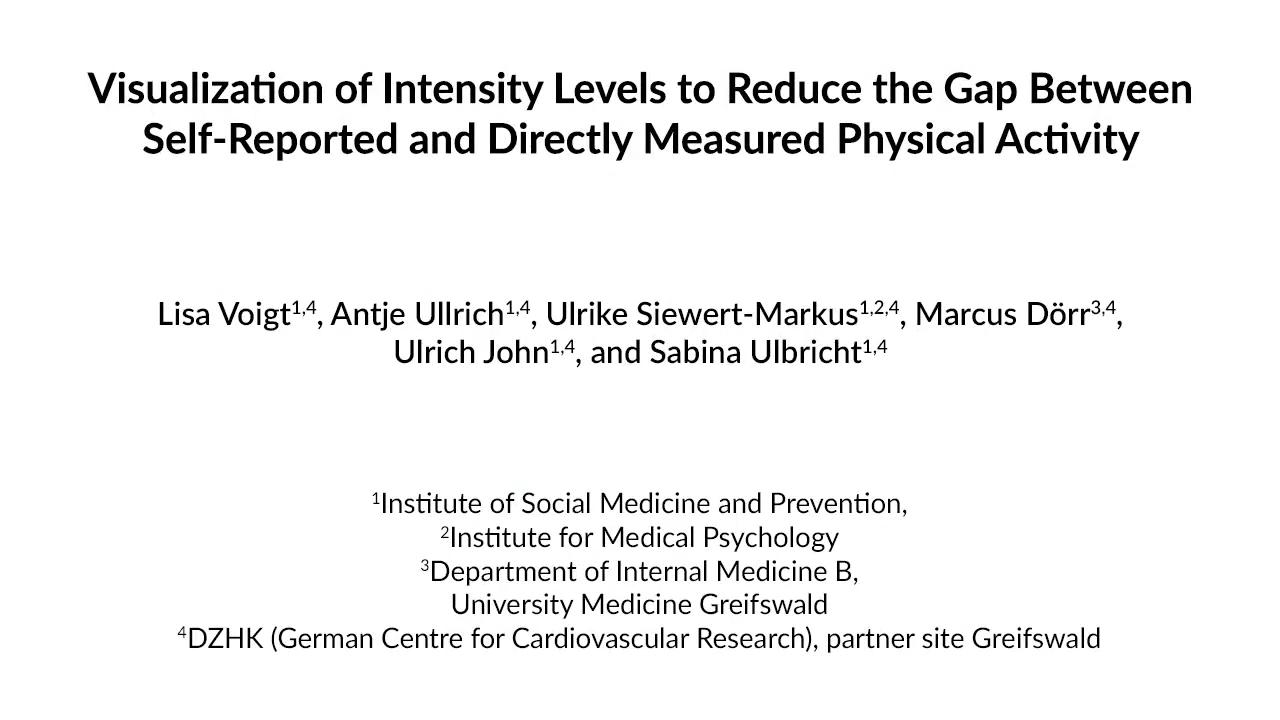 Visualization of Intensity Levels to Reduce the Gap Between
Self-Reported and Directly Measured Physical Activity
Lisa Voigt1,4, Antje Ullrich1,4, Ulrike Siewert-Markus1,2,4, Marcus Dörr3,4,
Ulrich John1,4, and Sabina Ulbricht1,4
1Institute of Social Medicine and Prevention,
2Institute for Medical Psychology
3Department of Internal Medicine B,
University Medicine Greifswald
4DZHK (German Centre for Cardiovascular Research), partner site Greifswald